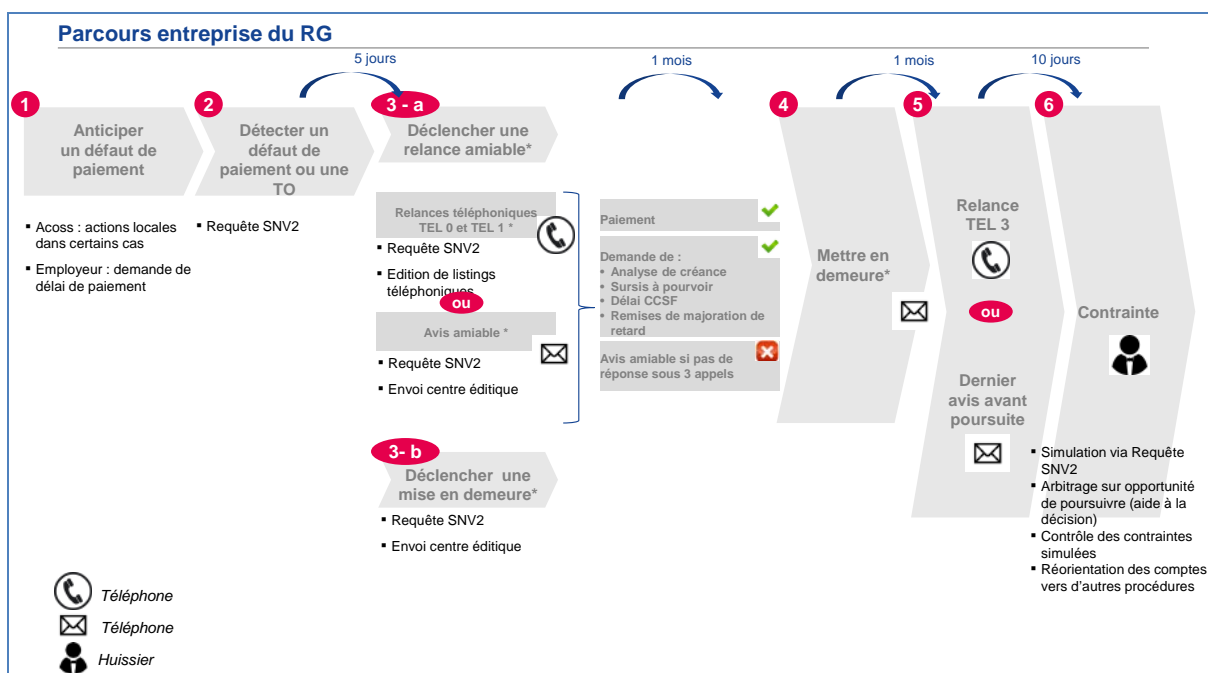 Parcours entreprise du RG
5 jours
1 mois
1 mois
10 jours
1
Anticiper
un défaut de
paiement
▪ Acoss : actions locales
dans certains cas
▪ Employeur : demande de
délai de paiement
2
Détecter un
défaut de
paiement ou une
TO
▪ Requête SNV2
3 - a
Déclencher une
relance amiable*
Relances téléphoniques
TEL 0 et TEL 1 *
▪ Requête SNV2
▪ Edition de listings
téléphoniques
ou
Avis amiable *
▪ Requête SNV2
▪ Envoi centre éditique
3- b
Déclencher une
mise en demeure*
▪ Requête SNV2
▪ Envoi centre éditique
Paiement
Demande de :
• Analyse de créance
• Sursis à pourvoir
• Délai CCSF
• Remises de majoration de
retard
Avis amiable si pas de
réponse sous 3 appels
4
Mettre en
demeure*
5
Relance
TEL 3
ou
Dernier
avis avant
poursuite
6
Contrainte
▪ Simulation via Requête
SNV2
▪ Arbitrage sur opportunité
de poursuivre (aide à la
décision)
▪ Contrôle des contraintes
simulées
▪ Réorientation des comptes
vers d'autres procédures
Téléphone
Téléphone
Huissier